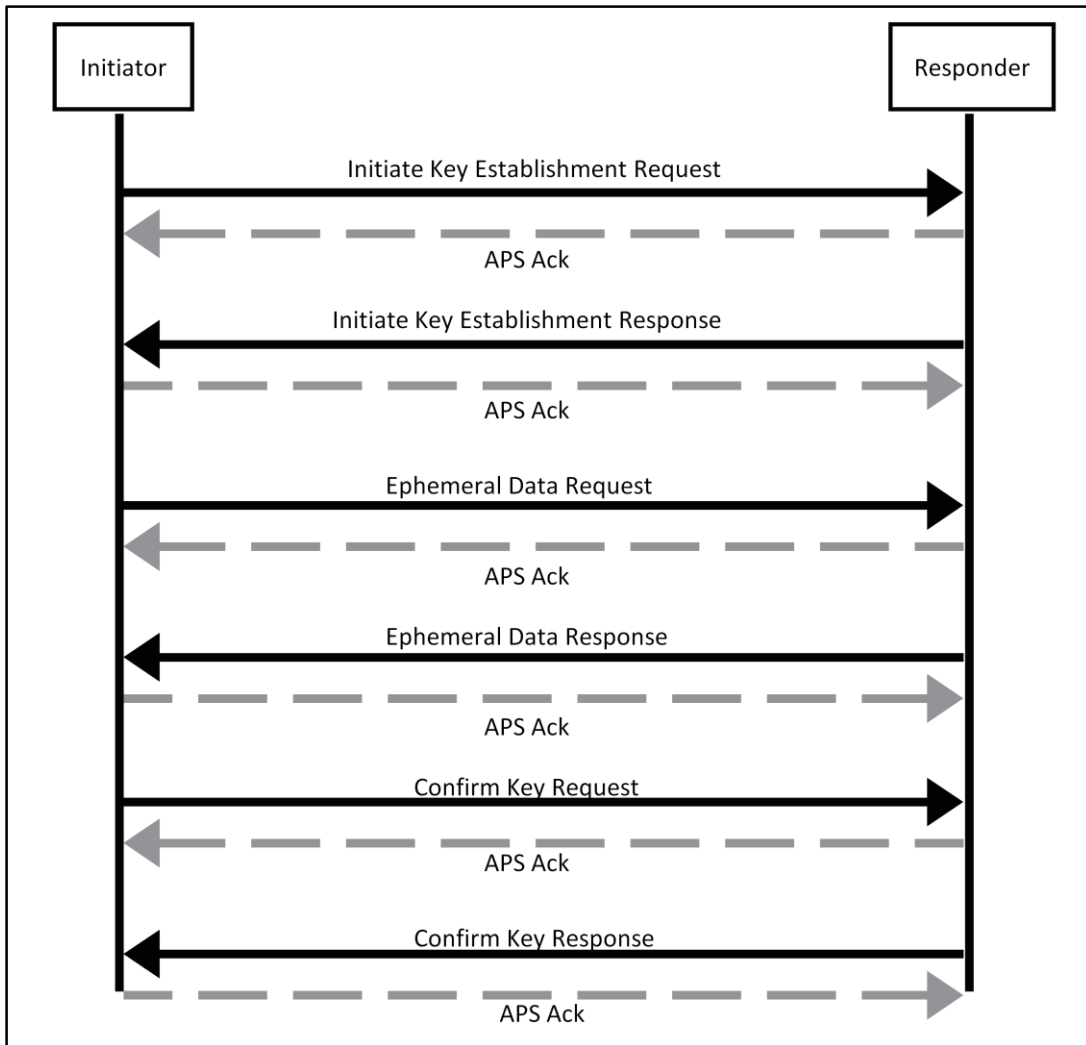 Initiator
Responder
Initiate Key Establishment Request
APS Ack
Initiate Key Establishment Response
APS Ack
Ephemeral Data Request
APS Ack
Ephemeral Data Response
APS Ack
Confirm Key Request
APS Ack
Confirm Key Response
APS Ack